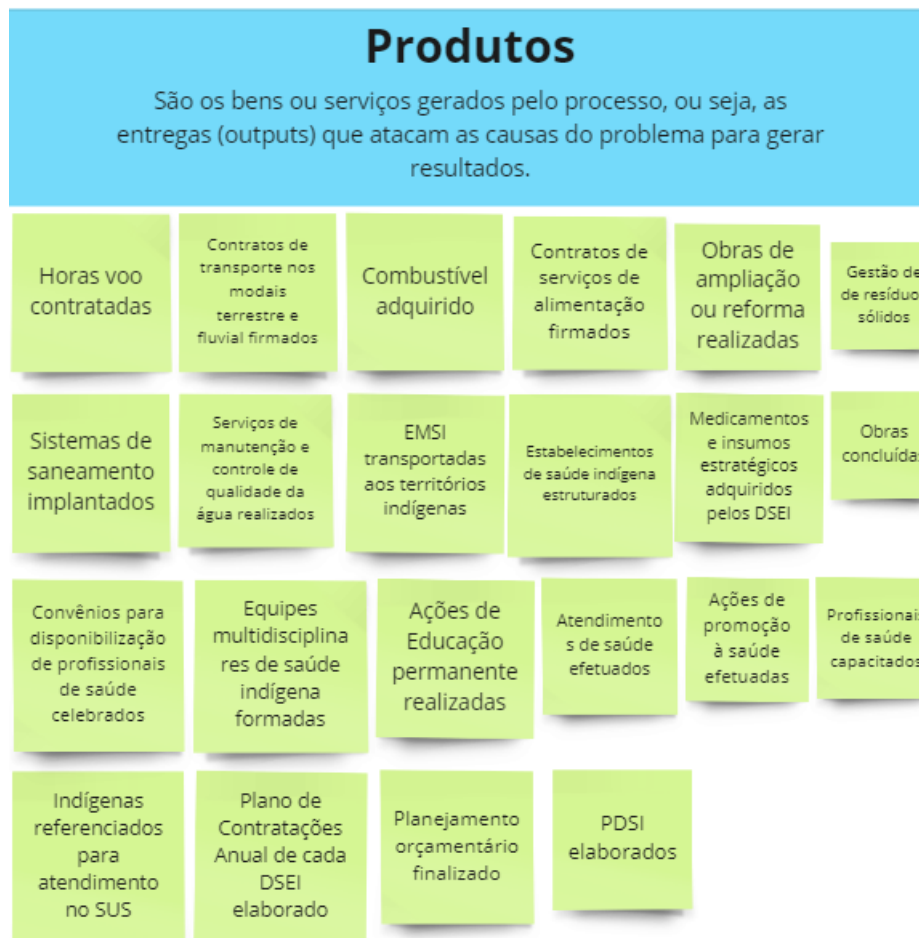 Produtos
São os bens ou serviços gerados pelo processo, ou seja, as
entregas (outputs) que atacam as causas do problema para gerar
resultados.
Horas voo
contratadas
Contratos de
transporte nos
modais
terrestre e
fluvial firmados
Combustível
adquirido
Contratos de
serviços de
alimentação
firmados
Obras de
ampliação
ou reforma
realizadas
Gestão de
de resíduo
sólidos
Sistemas de
saneamento
implantados
Serviços de
manutenção e
controle de
qualidade da
água realizados
EMSI
transportadas
aos territórios
indígenas
Estabelecimentos
de saúde indígena
estruturados
Medicamentos
e insumos
estratégicos
adquiridos
pelos DSEI
Obras
concluídas
Convênios para
disponibilização
de profissionais
de saúde
celebrados
Equipes
multidisciplina
res de saúde
indígena
formadas
Ações de
Educação
permanente
realizadas
Atendimento
s de saúde
efetuados
Ações de
promoção
à saúde
efetuadas
Profissionais
de saúde
capacitados
Indígenas
referenciados
para
atendimento
no SUS
Plano de
Contratações
Anual de cada
DSEI
elaborado
Planejamento
orçamentário
finalizado
PDSI
elaborados